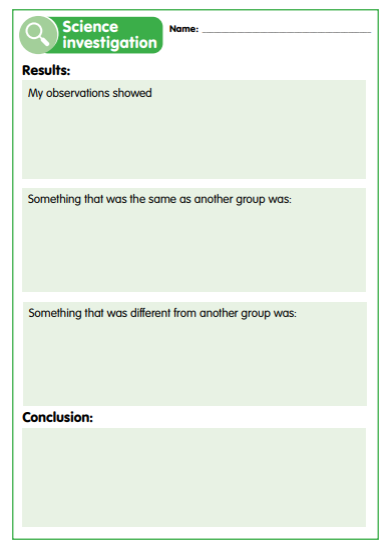 Science
investigation
Name:
Results:
My observations showed
Something that was the same as another group was:
Something that was different from another group was:
Conclusion: